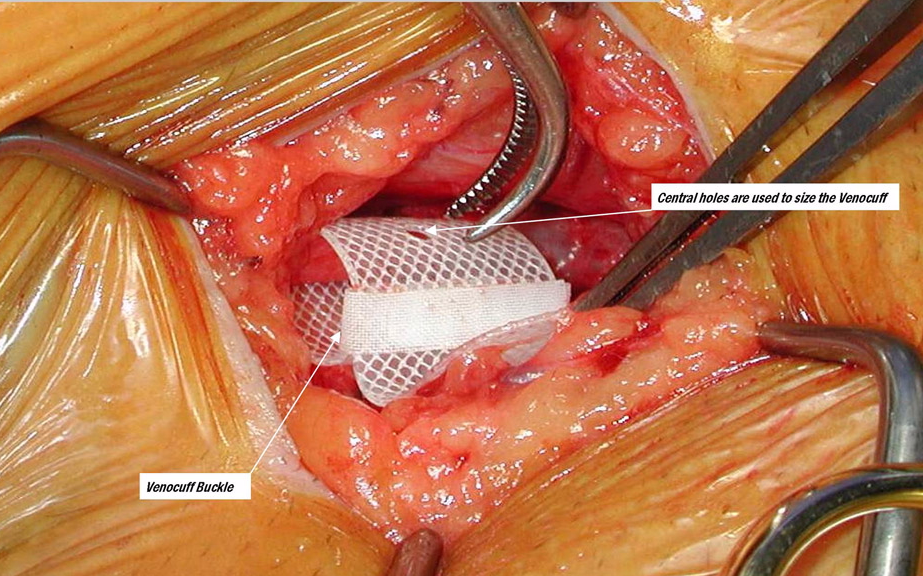 Central holes are used to size the Venocuff
Venocuff Buckle